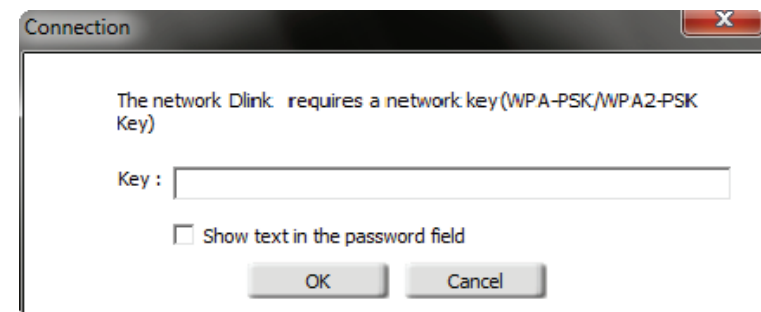 Connection
The network Dlink requires a network key(WPA-PSK/WPA2-PSK
Key)
Key :
Show text in the password field
OK Cancel